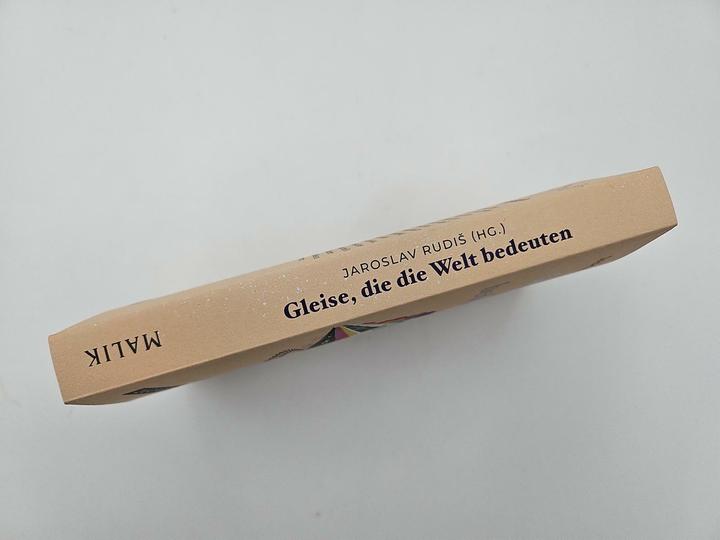 JAROSLAV RUDIŠ (HG.)
Gleise, die die Welt bedeuten
MALIK